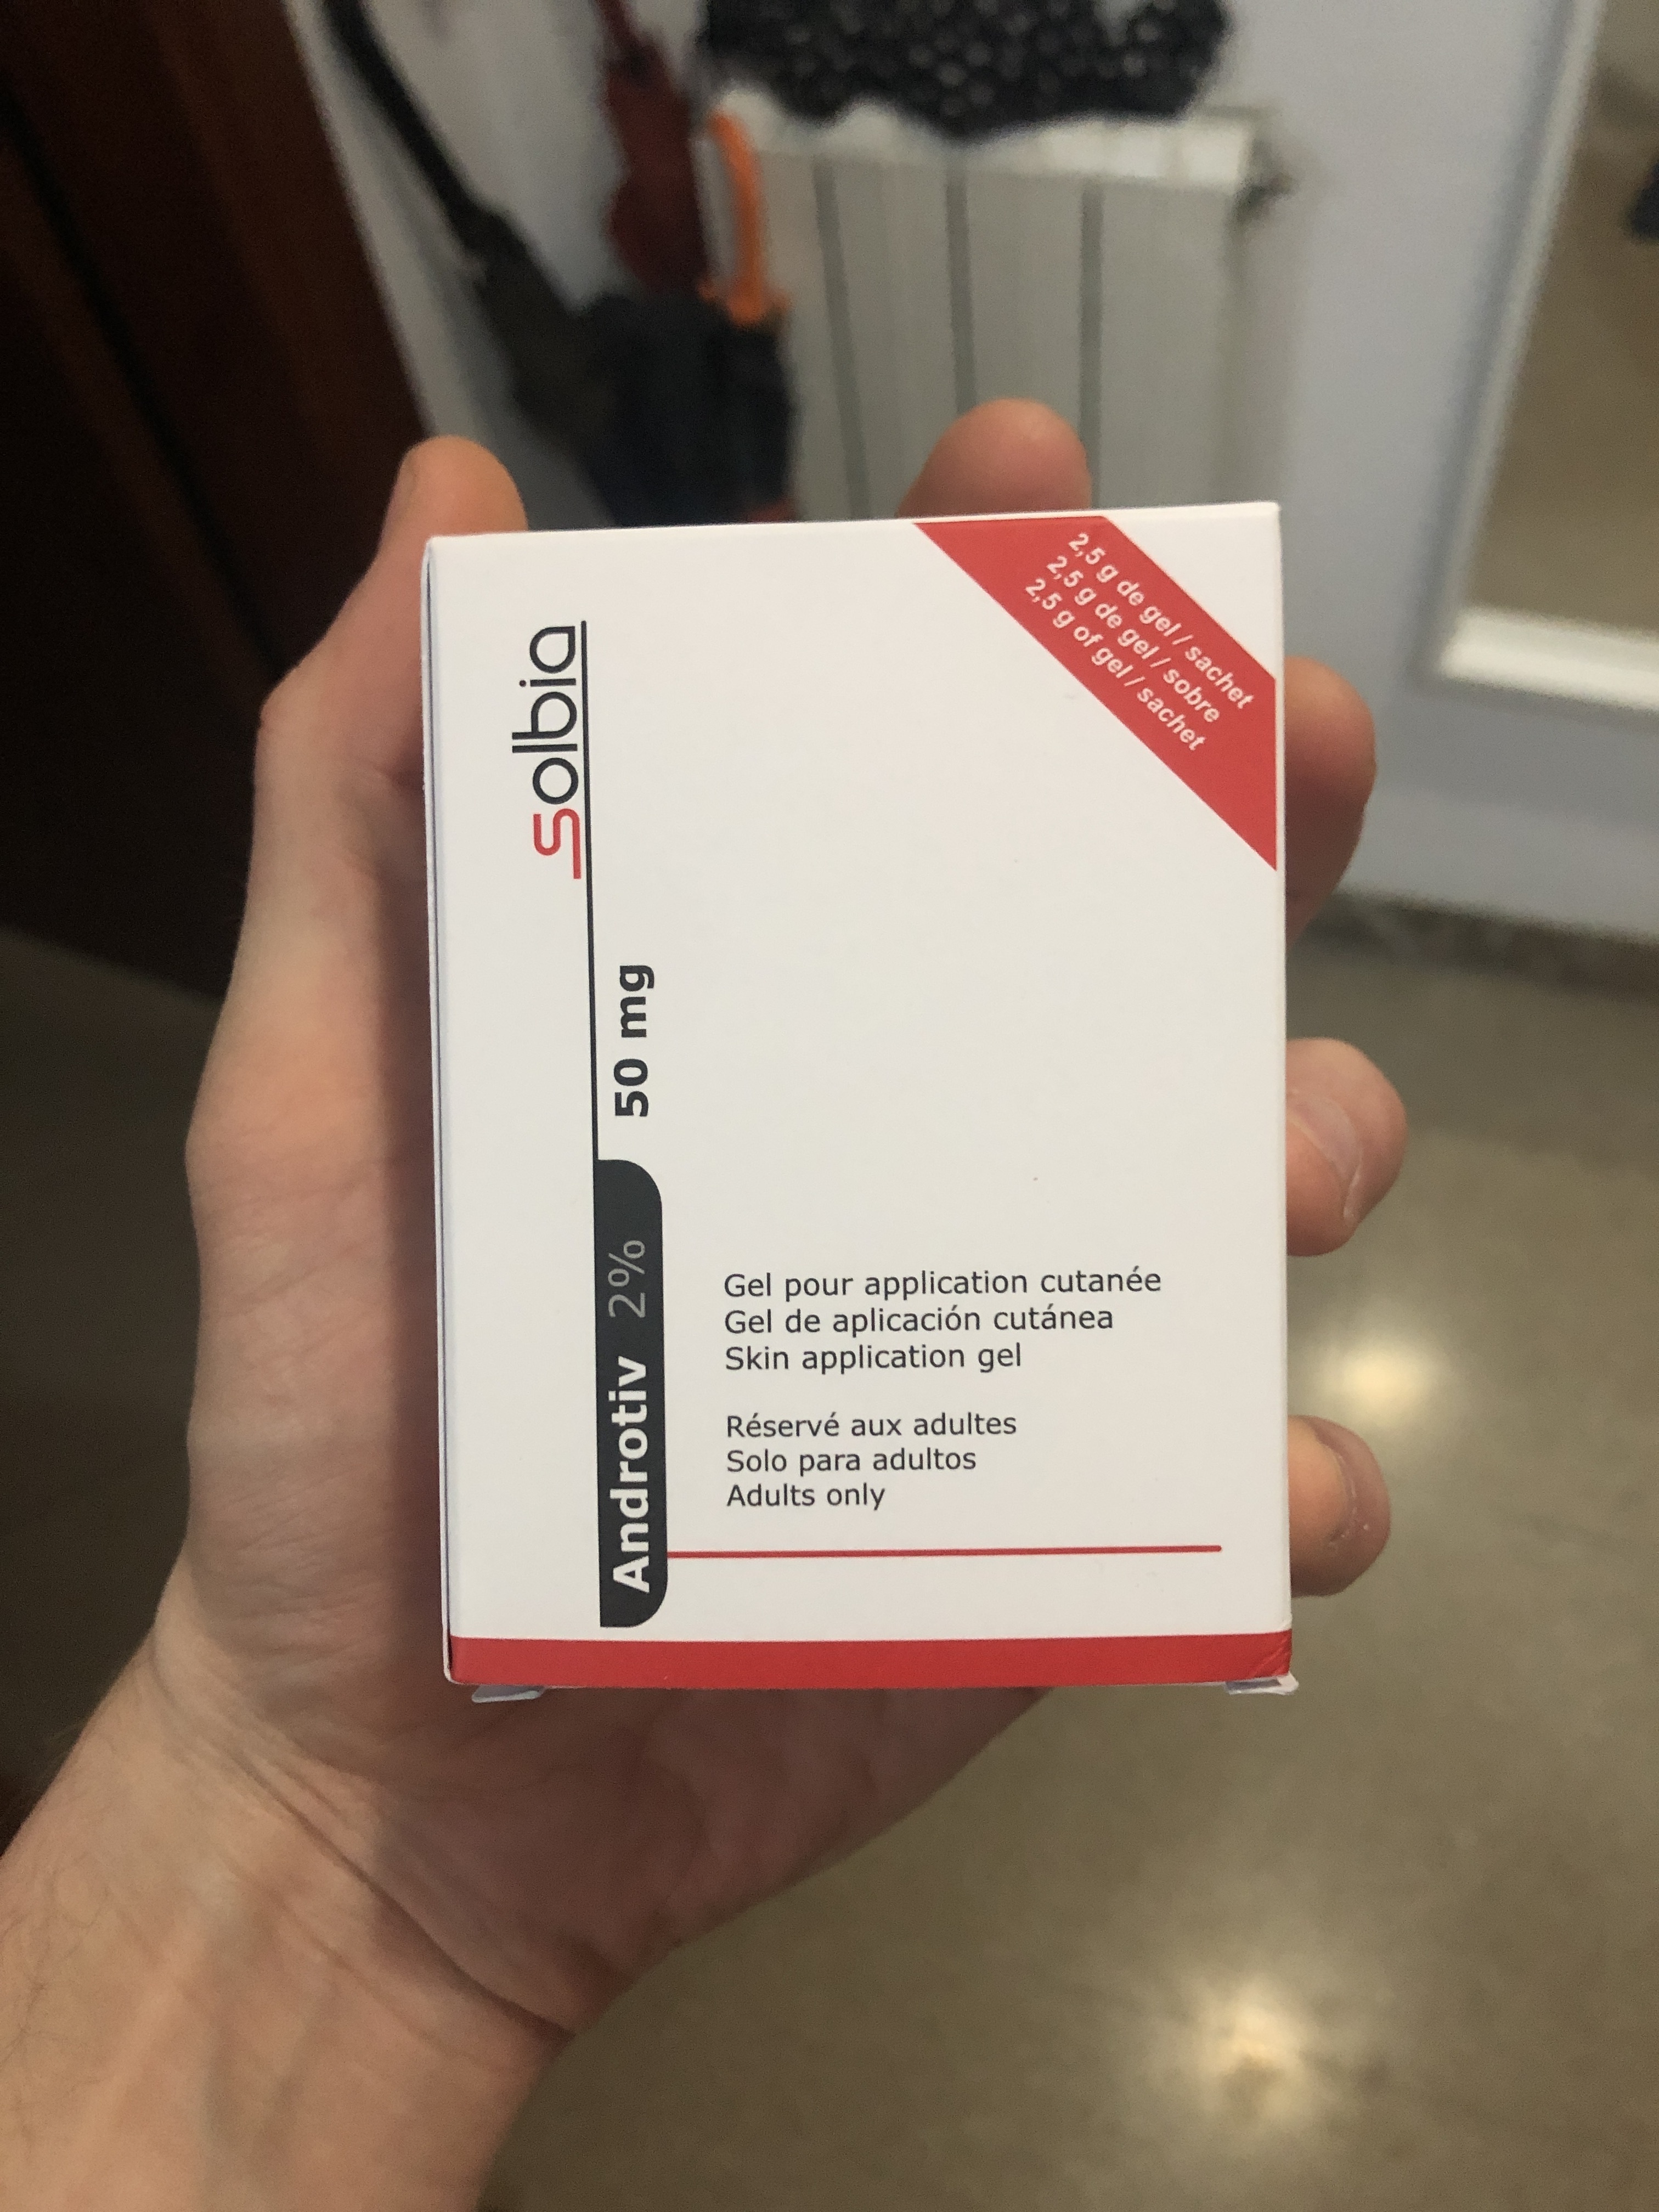 solbia
Androtiv 2% 50 mg
2,5 g de gel / sachet
2,5 g de gel / sobre
2,5 g of gel / sachet
Gel pour application cutanée
Gel de aplicación cutánea
Skin application gel
Réservé aux adultes
Solo para adultos
Adults only